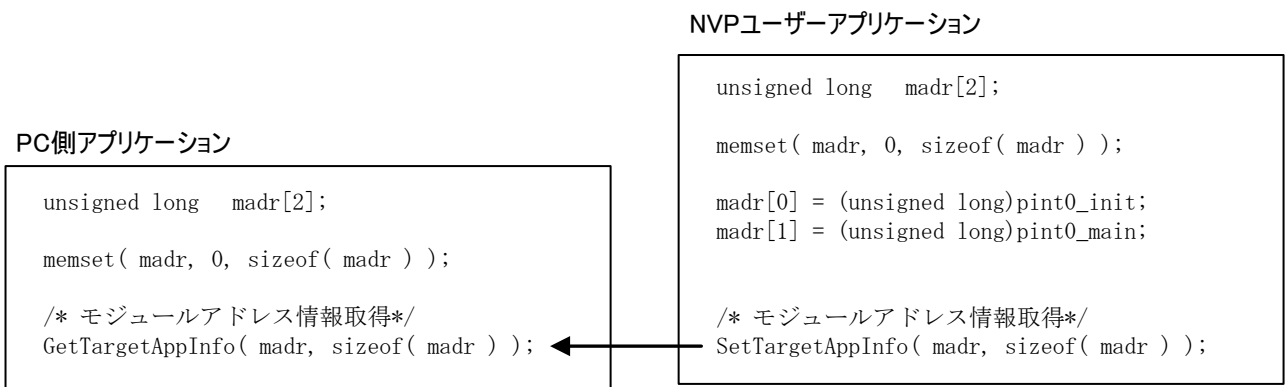 NVPユーザーアプリケーション
unsigned long madr[2];
memset( madr, 0, sizeof( madr ) );
madr[0] = (unsigned long)pint0_init;
madr[1] = (unsigned long)pint0_main;
/* モジュールアドレス情報取得*/
SetTargetAppInfo( madr, sizeof( madr ) );
PC側アプリケーション
unsigned long madr[2];
memset( madr, 0, sizeof( madr ) );
/* モジュールアドレス情報取得*/
GetTargetAppInfo( madr, sizeof( madr ) );